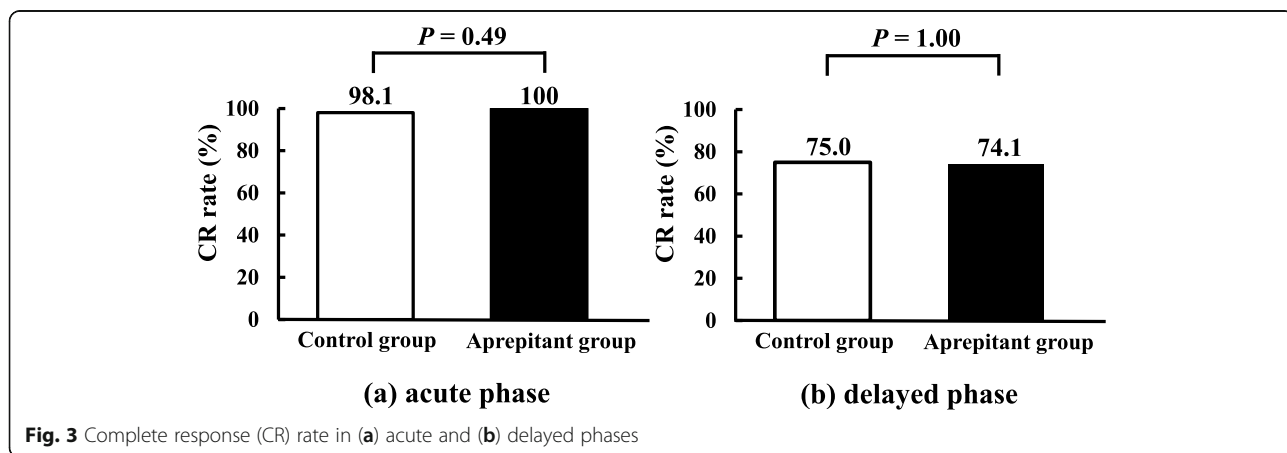 P = 0.49
98.1
100
100
80
60
40
20
0
CR rate (%)
Control group
Aprepitant group
(a) acute phase
P = 1.00
75.0
74.1
100
80
60
40
20
0
CR rate (%)
Control group
Aprepitant group
(b) delayed phase
Fig. 3 Complete response (CR) rate in (a) acute and (b) delayed phases